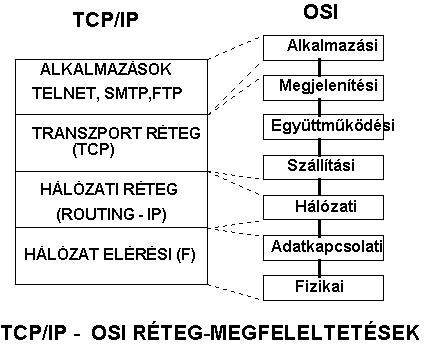 TCP/IP
OSI
ALKALMAZÁSOK
TELNET, SMTP,FTP
TRANSZPORT RÉTEG
(TCP)
HÁLÓZATI RÉTEG
(ROUTING - IP)
HÁLÓZAT ELÉRÉSI (F)
Alkalmazási
Megjelenítési
Együttműködési
Szállítási
Hálózati
Adatkapcsolati
Fizikai
TCP/IP - OSI RÉTEG-MEGFELELTETÉSEK